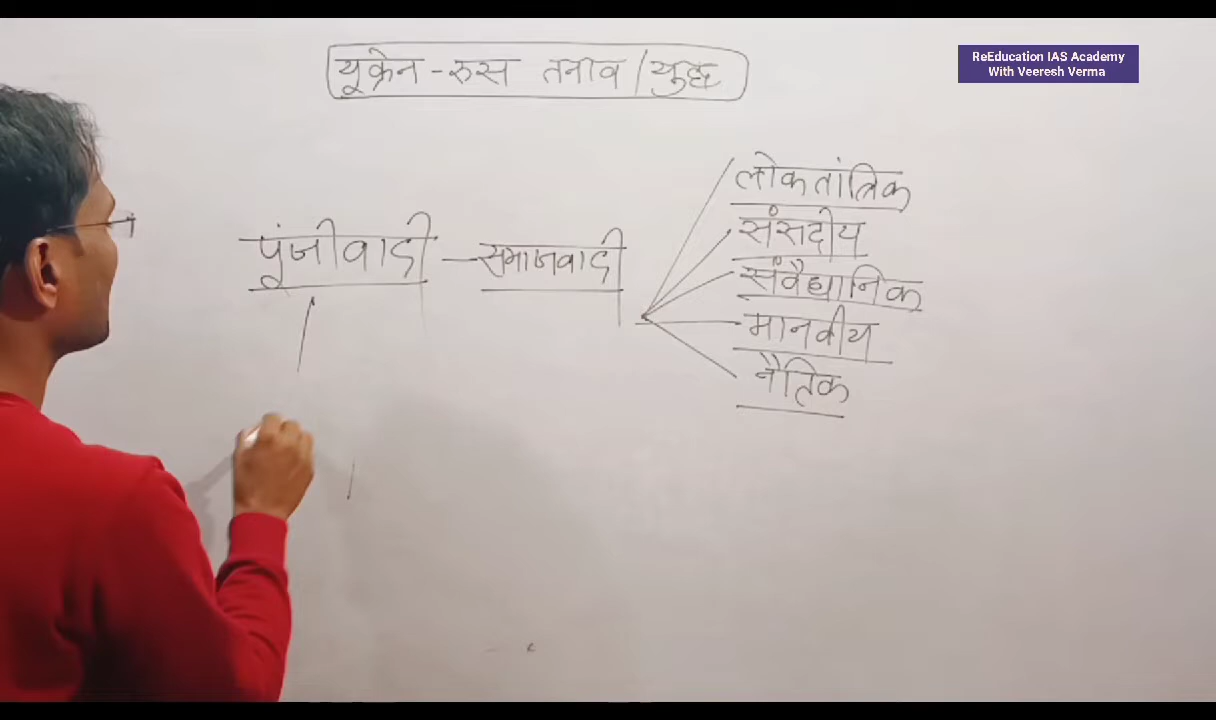 यूक्रेन - रुस तनाव / युद्ध
ReEducation IAS Academy
With Veeresh Verma
पूंजीवादी - समाजवादी
लोकतांत्रिक
संसदीय
संवैधानिक
मानवीय
नैतिक